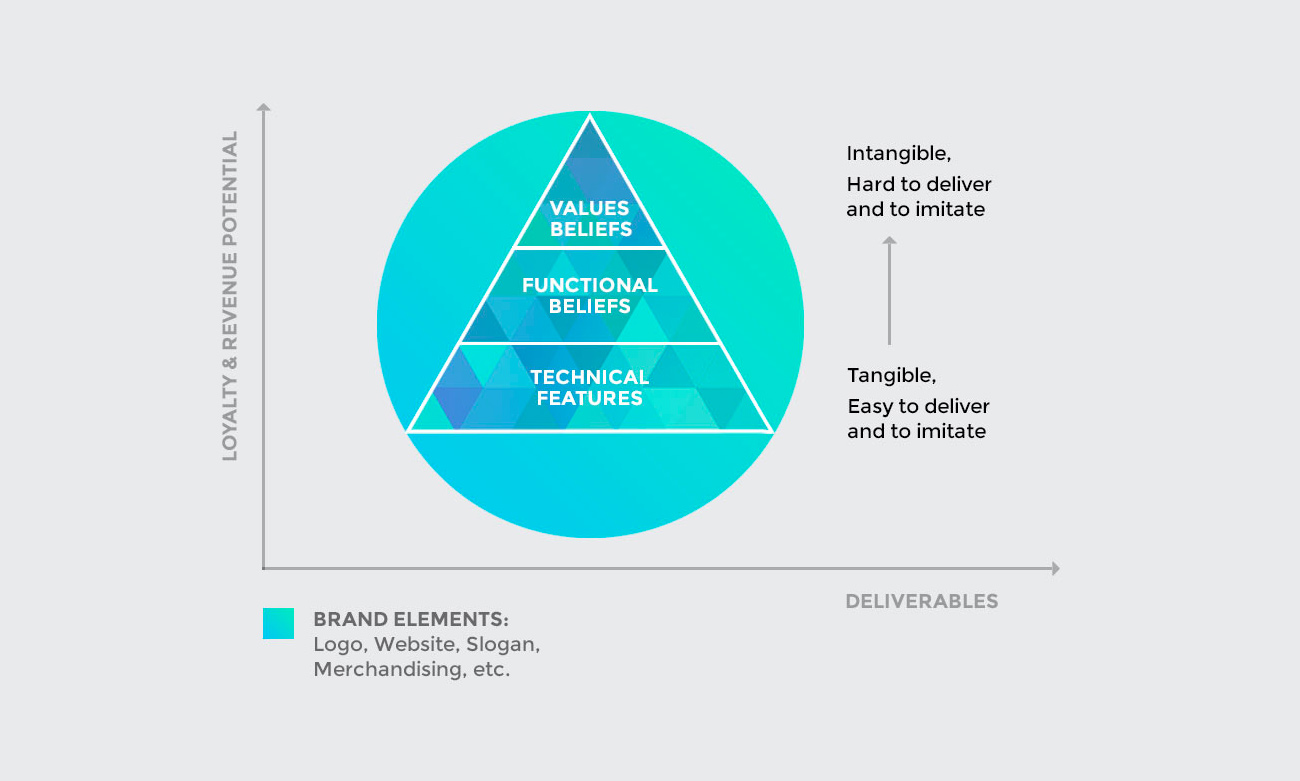 LOYALTY & REVENUE POTENTIAL
VALUES
BELIEFS
FUNCTIONAL
BELIEFS
TECHNICAL
FEATURES
Intangible,
Hard to deliver
and to imitate
Tangible,
Easy to deliver
and to imitate
DELIVERABLES
BRAND ELEMENTS:
Logo, Website, Slogan,
Merchandising, etc.